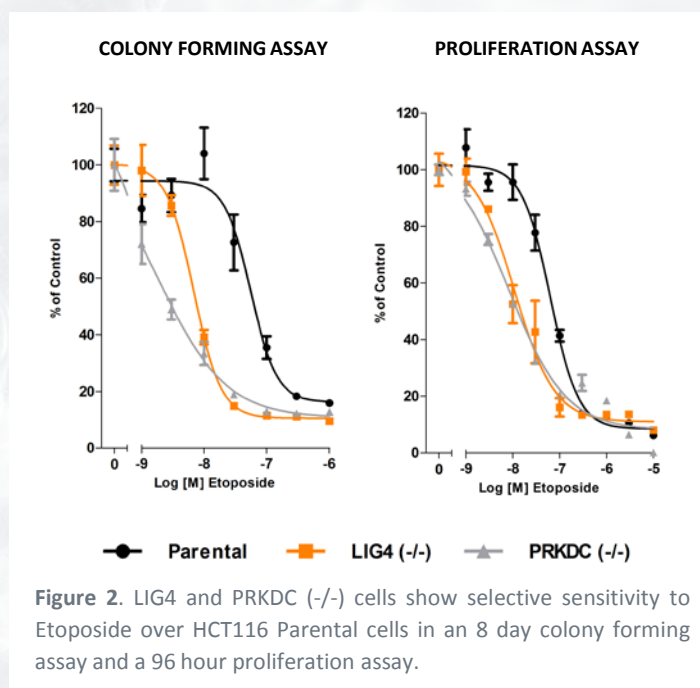 COLONY FORMING ASSAY
PROLIFERATION ASSAY
120
100
80
60
40
20
0
% of Control
0
-9
-8
-7
-6
Log [M] Etoposide
120
100
80
60
40
20
0
% of Control
0
-9
-8
-7
-6
-5
Log [M] Etoposide
Parental
LIG4 (-/-)
PRKDC (-/-)
Figure 2. LIG4 and PRKDC (-/-) cells show selective sensitivity to
Etoposide over HCT116 Parental cells in an 8 day colony forming
assay and a 96 hour proliferation assay.